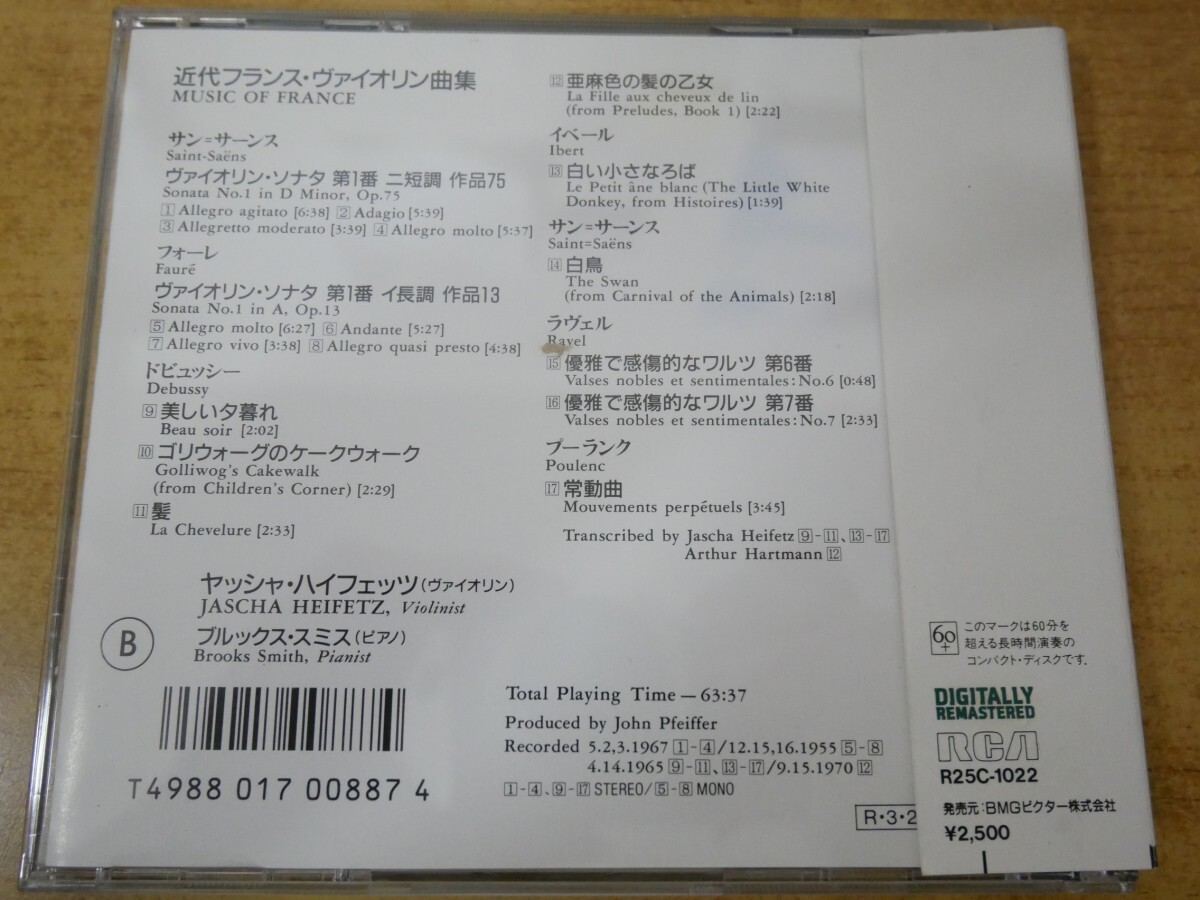 近代フランス・ヴァイオリン曲集
MUSIC OF FRANCE
サン=サーンス
Saint-Saëns
ヴァイオリン・ソナタ 第1番 ニ短調 作品75
Sonata No.1 in D Minor, Op.75
1 Allegro agitato [6:38] 2 Adagio [5:39]
3 Allegretto moderato [3:39] 4 Allegro molto [5:37]
フォーレ
Fauré
ヴァイオリン・ソナタ 第1番 イ長調 作品13
Sonata No.1 in A, Op.13
5 Allegro molto [6:27] 6 Andante [5:27]
7 Allegro vivo [3:38] 8 Allegro quasi presto [4:38]
ドビュッシー
Debussy
9 美しい夕暮れ
Beau soir [2:02]
10 ゴリウォーグのケークウォーク
Golliwog's Cakewalk
(from Children's Corner) [2:29]
11 髪
La Chevelure [2:33]
12 亜麻色の髪の乙女
La Fille aux cheveux de lin
(from Preludes, Book 1) [2:22]
イベール
Ibert
13 白い小さなろば
Le Petit âne blanc (The Little White
Donkey, from Histoires) [1:39]
サン=サーンス
Saint=Saëns
14 白鳥
The Swan
(from Carnival of the Animals) [2:18]
ラヴェル
Ravel
15 優雅で感傷的なワルツ 第6番
Valses nobles et sentimentales: No.6 [0:48]
16 優雅で感傷的なワルツ 第7番
Valses nobles et sentimentales: No.7 [2:33]
プーランク
Poulenc
17 常動曲
Mouvements perpétuels [3:45]
Transcribed by Jascha Heifetz 9-11、13-17
Arthur Hartmann 12
ヤッシャ・ハイフェッツ(ヴァイオリン)
JASCHA HEIFETZ, Violinist
ブルックス・スミス(ピアノ)
Brooks Smith, Pianist
B
T4988017008874
Total Playing Time — 63:37
Produced by John Pfeiffer
Recorded 5.2,3.1967 1-4/12.15,16.1955 5-8
4.14.1965 9-11、13-17/9.15.1970 12
1-4、9-17 STEREO/5-8 MONO
R・3・2
60+
このマークは60分を
超える長時間演奏の
コンパクト・ディスクです.
DIGITALLY
REMASTERED
RCA
R25C-1022
発売元:BMGビクター株式会社
¥2,500